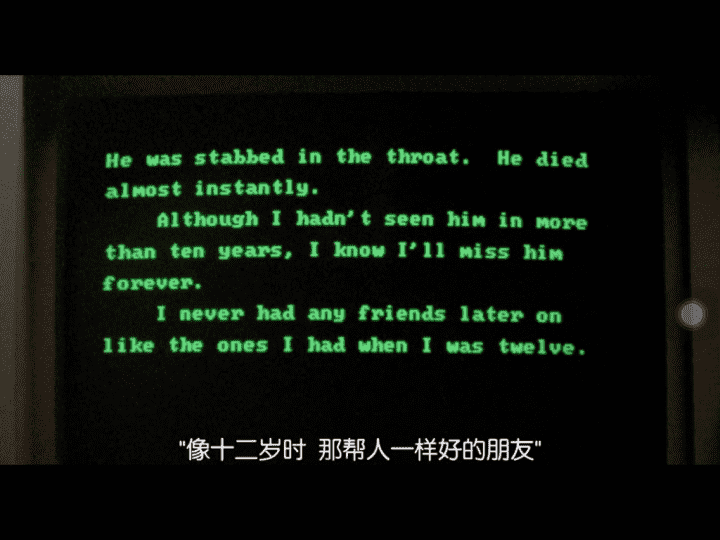 He was stabbed in the throat.  He died
almost instantly.
Although I hadn't seen him in more
than ten years, I know I'll miss him
forever.
I never had any friends later on
like the ones I had when I was twelve.
"像十二岁时 那帮人一样好的朋友"